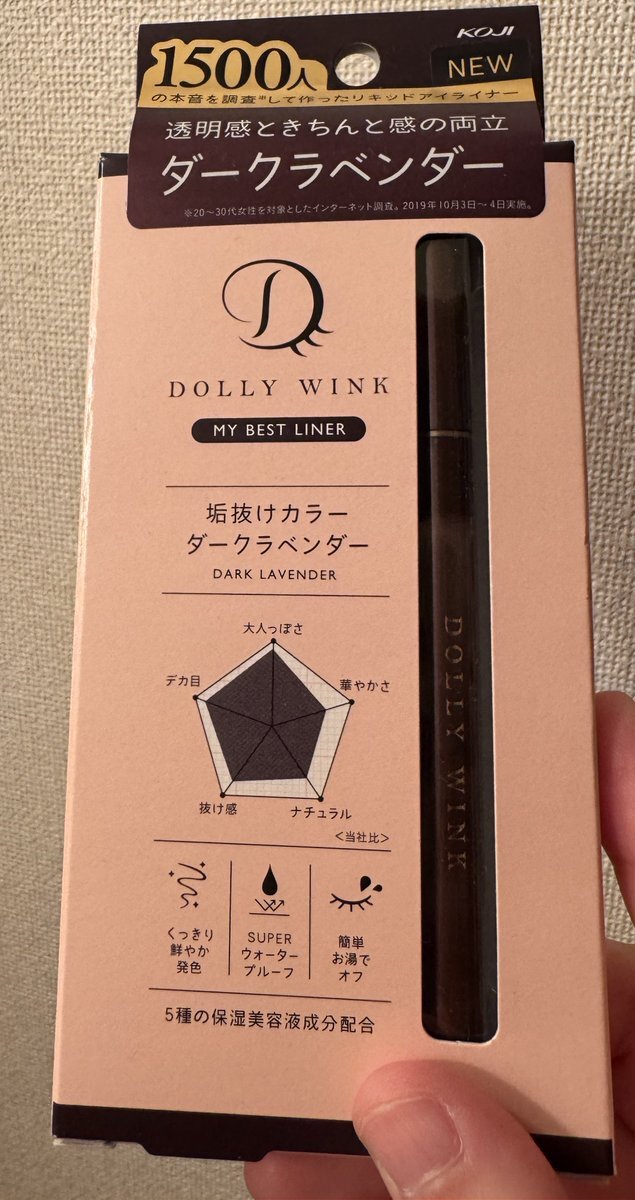 KOJI
1500人
NEW
の本音を調査※して作ったリキッドアイライナー
透明感ときちんと感の両立
ダークラベンダー
※20〜30代女性を対象としたインターネット調査。2019年10月3日〜4日実施。
DOLLY WINK
MY BEST LINER
垢抜けカラー
ダークラベンダー
DARK LAVENDER
大人っぽさ
デカ目
華やかさ
抜け感
ナチュラル
<当社比>
くっきり
鮮やか
発色
SUPER
ウォーター
プルーフ
簡単
お湯で
オフ
5種の保湿美容液成分配合
DOLLY WINK